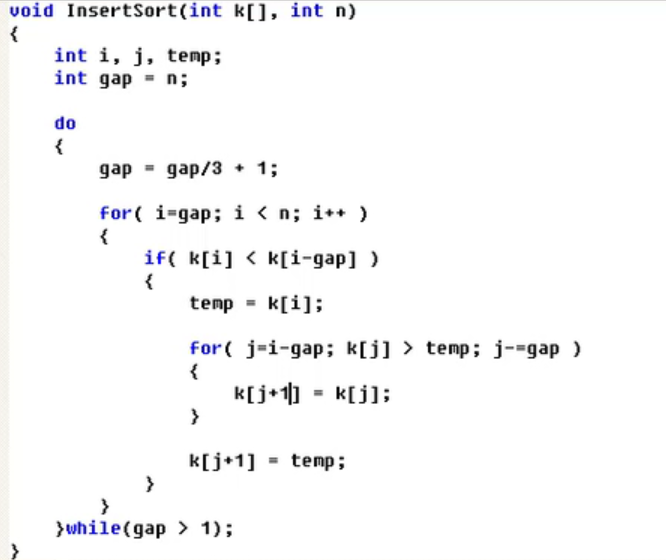 void InsertSort(int k[], int n)
{
    int i, j, temp;
    int gap = n;

    do
    {
        gap = gap/3 + 1;

        for( i=gap; i < n; i++ )
        {
            if( k[i] < k[i-gap] )
            {
                temp = k[i];

                for( j=i-gap; k[j] > temp; j-=gap )
                {
                    k[j+1] = k[j];
                }

                k[j+1] = temp;
            }
        }
    }while(gap > 1);
}